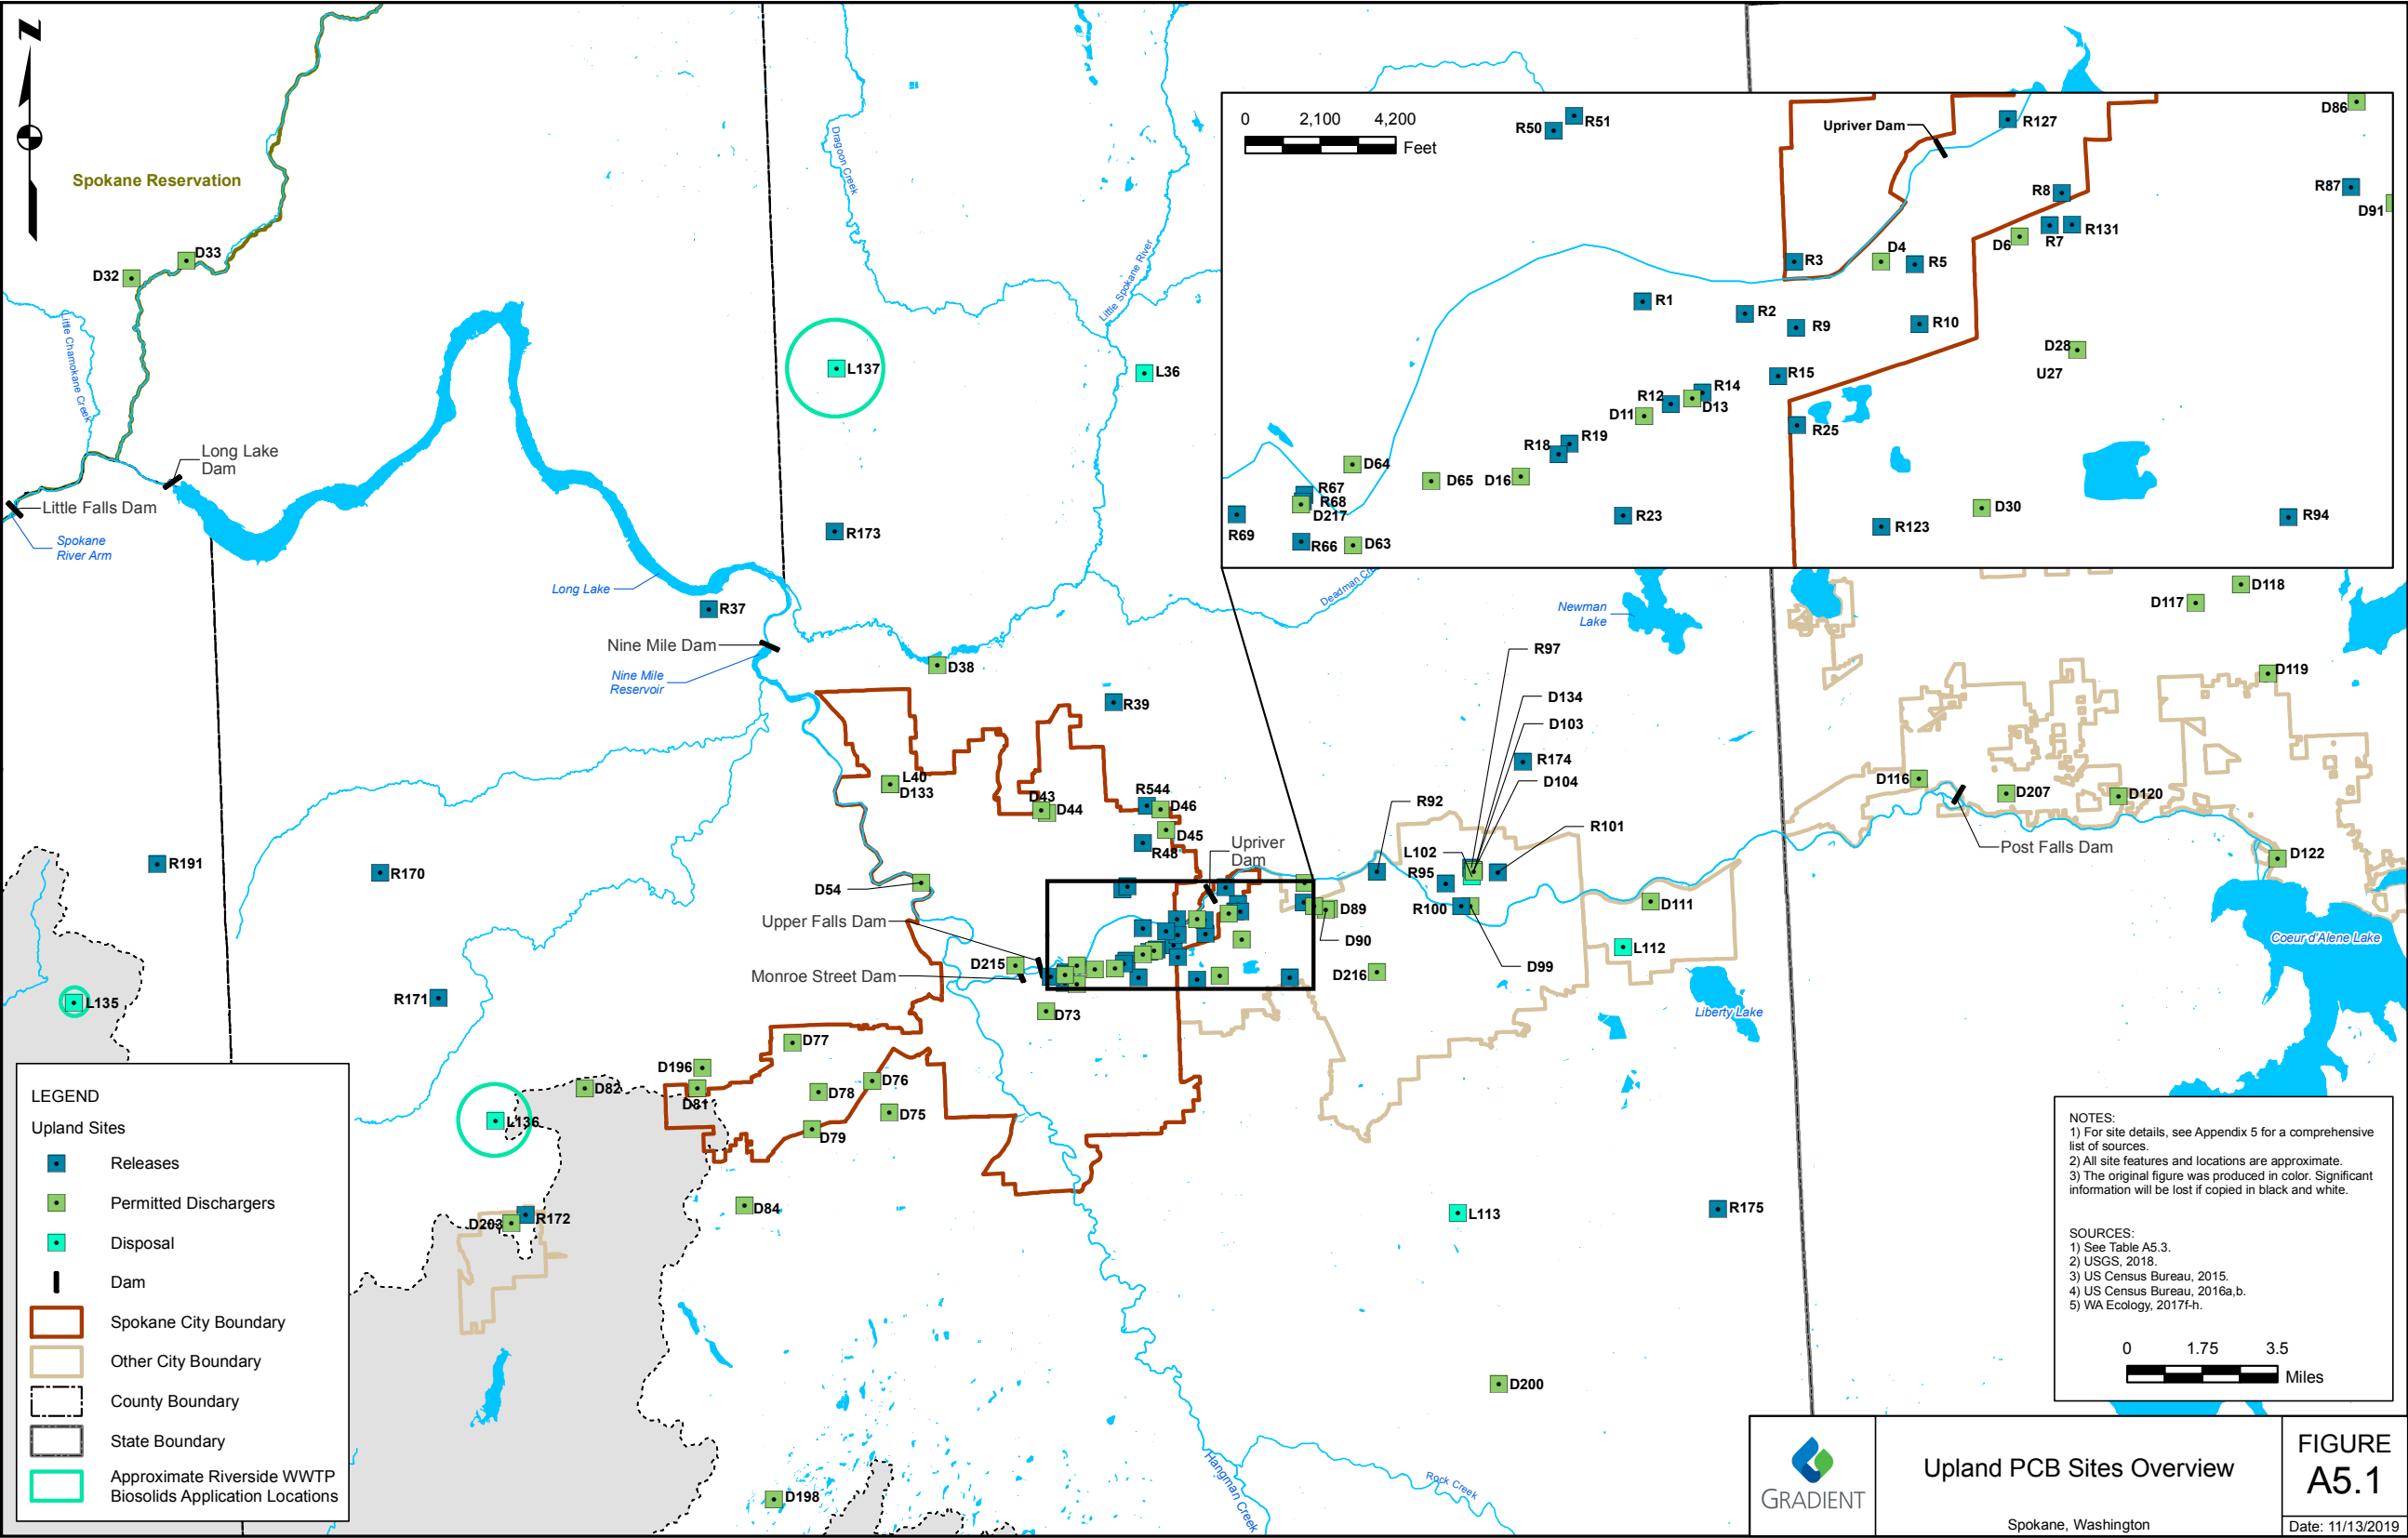 N
Spokane Reservation
D33
D32
Little Chamokane Creek
Long Lake
Dam
Little Falls Dam
Spokane
River Arm
Dragoon Creek
Little Spokane River
L137
L36
R173
Long Lake
R37
Nine Mile Dam
Nine Mile
Reservoir
D38
R39
Deadman
0 2,100 4,200
Feet
R50
R51
Upriver Dam
R127
D86
R8
R87
D91
R131
R7
D6
D4
R5
R3
R1
R2
R9
R10
D28
U27
R15
R14
R12
D13
D11
R25
R19
R18
D64
D65
D16
R67
R68
D217
R69
R66
D63
R23
D30
R123
R94
Newman
Lake
D118
D117
D119
R97
D134
D103
R174
D104
R92
R101
L102
R95
R100
D99
D111
L112
D116
D207
D120
Post Falls Dam
D122
Coeur d'Alene Lake
Liberty Lake
L40
D133
D43
D44
R544
D46
D45
R48
Upriver
Dam
D54
Upper Falls Dam
D215
Monroe Street Dam
D89
D90
D216
D73
R191
R170
R171
L135
D77
D196
D81
D82
D76
D78
D75
D79
L136
D203
R172
D84
L113
R175
D200
D198
Hangman Creek
Rock Creek
LEGEND
Upland Sites
Releases
Permitted Dischargers
Disposal
Dam
Spokane City Boundary
Other City Boundary
County Boundary
State Boundary
Approximate Riverside WWTP
Biosolids Application Locations
NOTES:
1) For site details, see Appendix 5 for a comprehensive
list of sources.
2) All site features and locations are approximate.
3) The original figure was produced in color. Significant
information will be lost if copied in black and white.
SOURCES:
1) See Table A5.3.
2) USGS, 2018.
3) US Census Bureau, 2015.
4) US Census Bureau, 2016a,b.
5) WA Ecology, 2017f-h.
0 1.75 3.5
Miles
GRADIENT
Upland PCB Sites Overview
Spokane, Washington
FIGURE
A5.1
Date: 11/13/2019